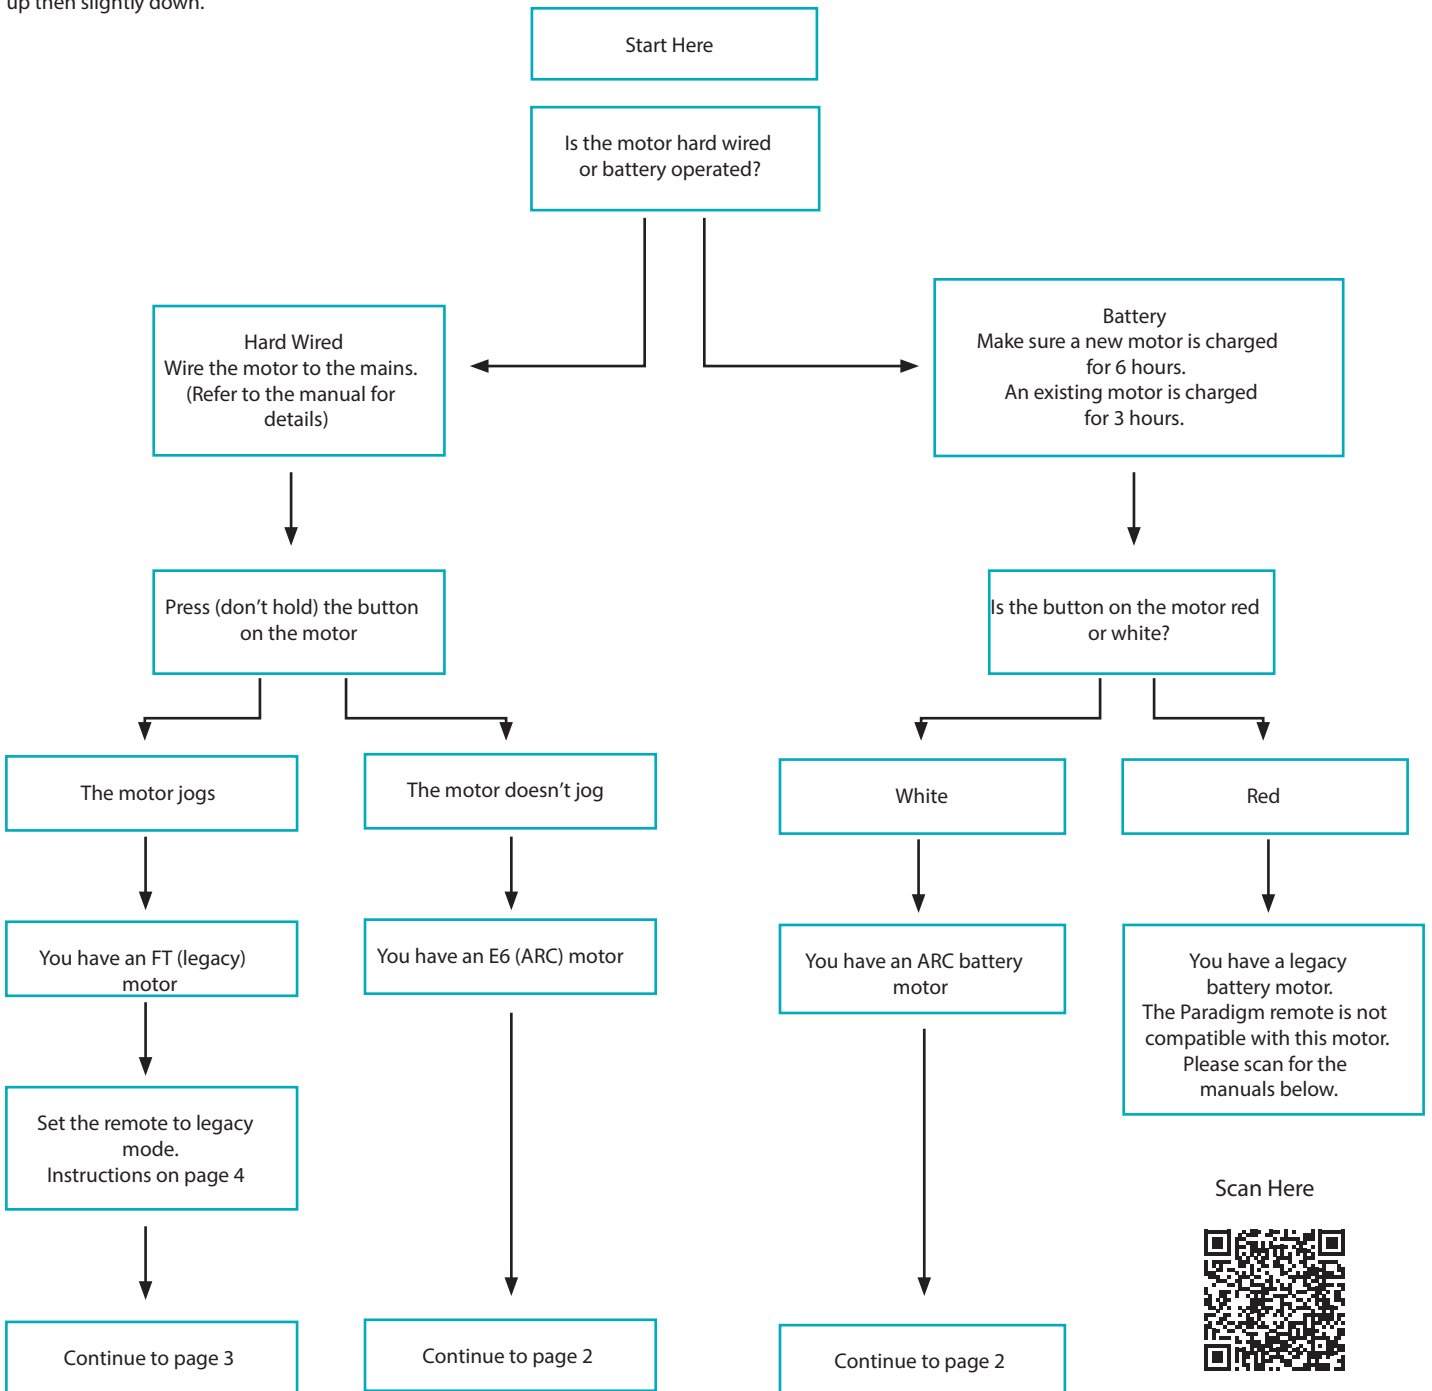 up then slightly down.
Start Here
Is the motor hard wired
or battery operated?
Hard Wired
Wire the motor to the mains.
(Refer to the manual for
details)
Battery
Make sure a new motor is charged
for 6 hours.
An existing motor is charged
for 3 hours.
Press (don’t hold) the button
on the motor
Is the button on the motor red
or white?
The motor jogs
The motor doesn’t jog
White
Red
You have an FT (legacy)
motor
You have an E6 (ARC) motor
You have an ARC battery
motor
You have a legacy
battery motor.
The Paradigm remote is not
compatible with this motor.
Please scan for the
manuals below.
Set the remote to legacy
mode.
Instructions on page 4
Scan Here
Continue to page 3
Continue to page 2
Continue to page 2